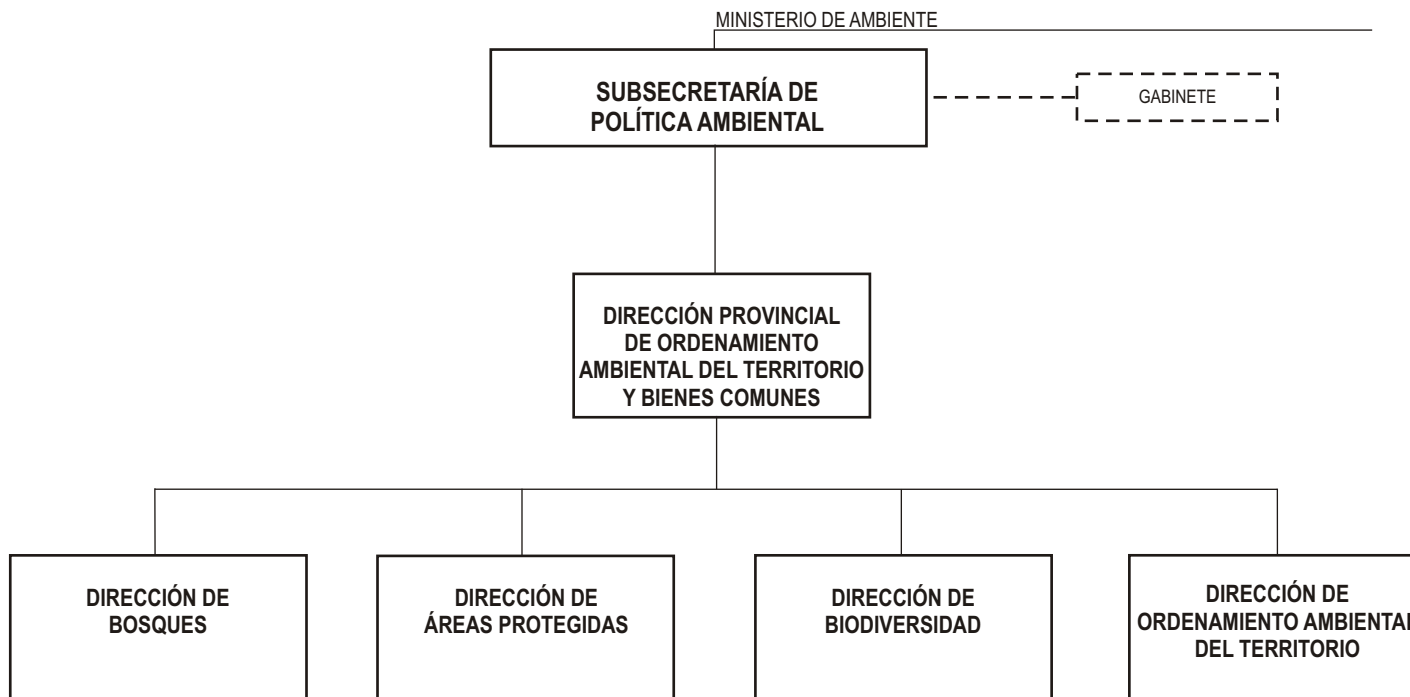 MINISTERIO DE AMBIENTE
SUBSECRETARÍA DE
POLÍTICA AMBIENTAL
GABINETE
DIRECCIÓN PROVINCIAL
DE ORDENAMIENTO
AMBIENTAL DEL TERRITORIO
Y BIENES COMUNES
DIRECCIÓN DE
BOSQUES
DIRECCIÓN DE
ÁREAS PROTEGIDAS
DIRECCIÓN DE
BIODIVERSIDAD
DIRECCIÓN DE
ORDENAMIENTO AMBIENTAL
DEL TERRITORIO